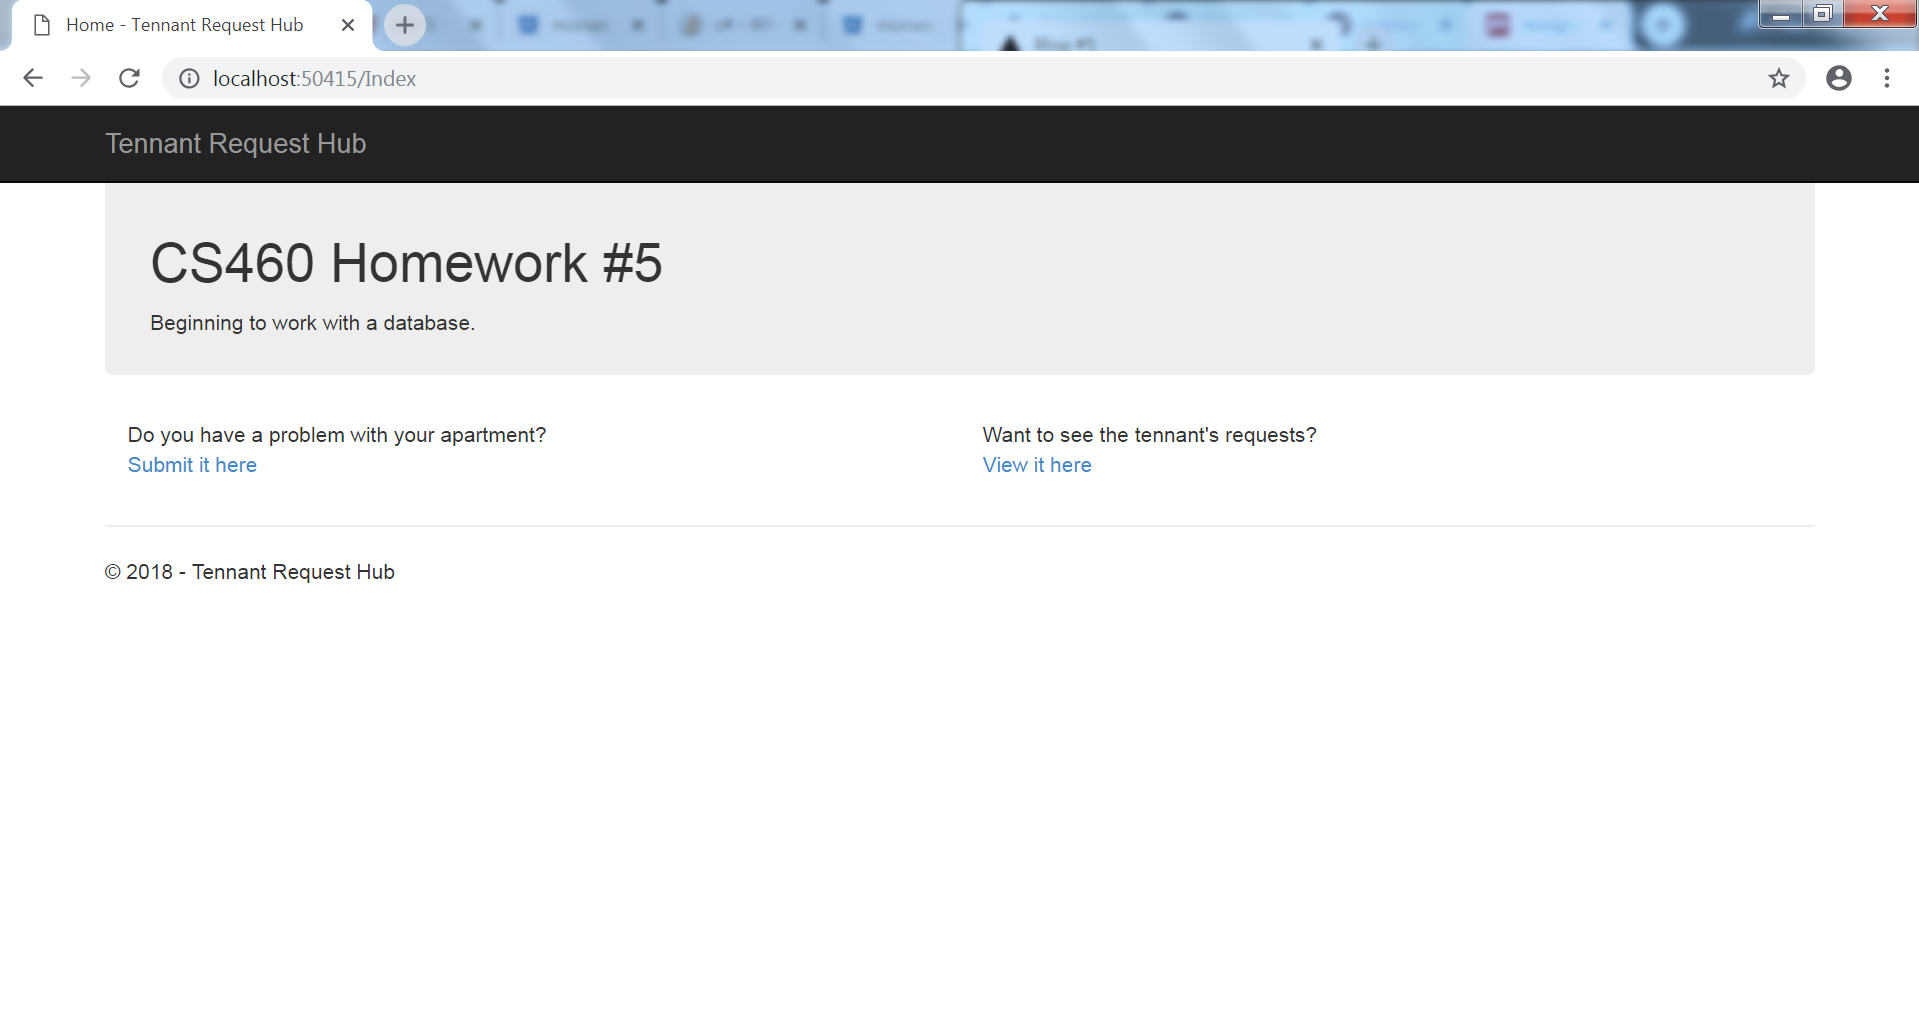 Home - Tennant Request Hub
localhost:50415/Index
Tennant Request Hub
CS460 Homework #5
Beginning to work with a database.
Do you have a problem with your apartment?
Submit it here
Want to see the tennant's requests?
View it here
© 2018 - Tennant Request Hub